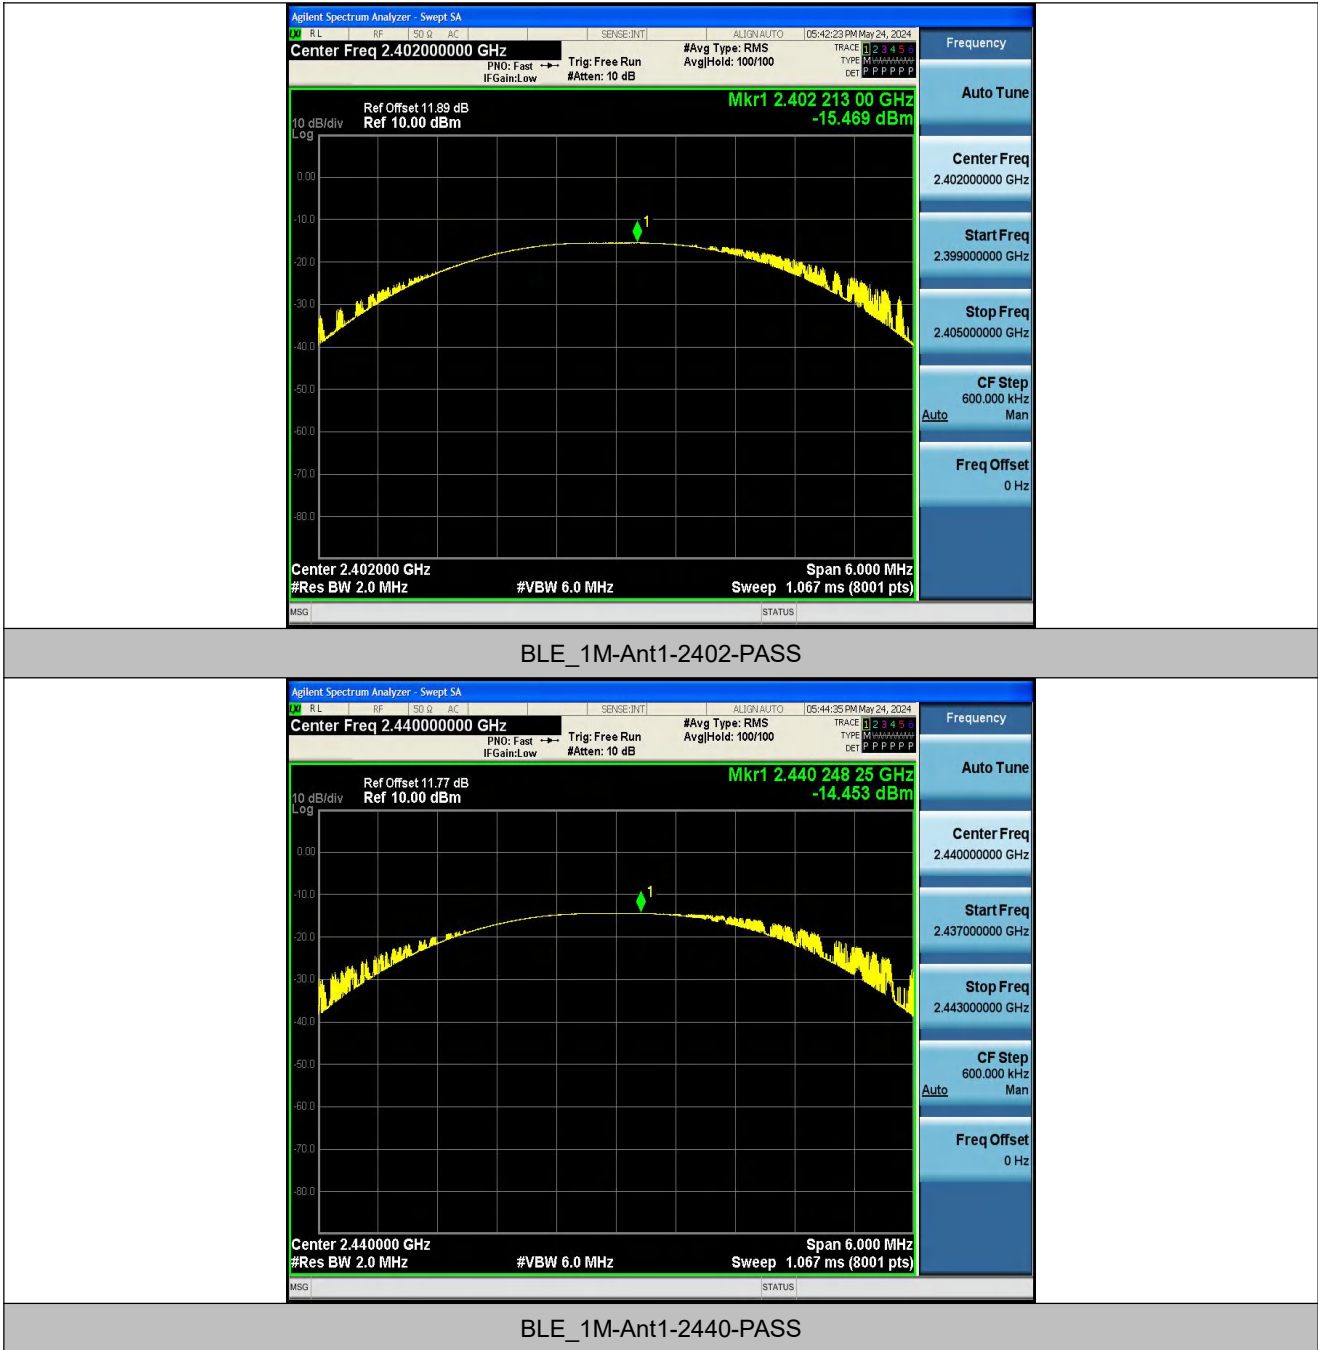 Agilent Spectrum Analyzer - Swept SA
LXI RL RF 50 Ω AC SENSE:INT ALIGN AUTO 05:42:23 PM May 24, 2024
Center Freq 2.402000000 GHz
PNO: Fast
IFGain:Low
Trig: Free Run
#Atten: 10 dB
#Avg Type: RMS
Avg|Hold: 100/100
TRACE 1 2 3 4 5 6
TYPE M
DET P P P P P P
Mkr1 2.402 213 00 GHz
-15.469 dBm
Ref Offset 11.89 dB
10 dB/div Ref 10.00 dBm
Log
0.00
-10.0
-20.0
-30.0
-40.0
-50.0
-60.0
-70.0
-80.0
1
Center 2.402000 GHz Span 6.000 MHz
#Res BW 2.0 MHz #VBW 6.0 MHz Sweep 1.067 ms (8001 pts)
MSG STATUS
Frequency
Auto Tune
Center Freq
2.402000000 GHz
Start Freq
2.399000000 GHz
Stop Freq
2.405000000 GHz
CF Step
600.000 kHz
Auto Man
Freq Offset
0 Hz
BLE_1M-Ant1-2402-PASS
Agilent Spectrum Analyzer - Swept SA
LXI RL RF 50 Ω AC SENSE:INT ALIGN AUTO 05:44:35 PM May 24, 2024
Center Freq 2.440000000 GHz
PNO: Fast
IFGain:Low
Trig: Free Run
#Atten: 10 dB
#Avg Type: RMS
Avg|Hold: 100/100
TRACE 1 2 3 4 5 6
TYPE M
DET P P P P P P
Mkr1 2.440 248 25 GHz
-14.453 dBm
Ref Offset 11.77 dB
10 dB/div Ref 10.00 dBm
Log
0.00
-10.0
-20.0
-30.0
-40.0
-50.0
-60.0
-70.0
-80.0
1
Center 2.440000 GHz Span 6.000 MHz
#Res BW 2.0 MHz #VBW 6.0 MHz Sweep 1.067 ms (8001 pts)
MSG STATUS
Frequency
Auto Tune
Center Freq
2.440000000 GHz
Start Freq
2.437000000 GHz
Stop Freq
2.443000000 GHz
CF Step
600.000 kHz
Auto Man
Freq Offset
0 Hz
BLE_1M-Ant1-2440-PASS